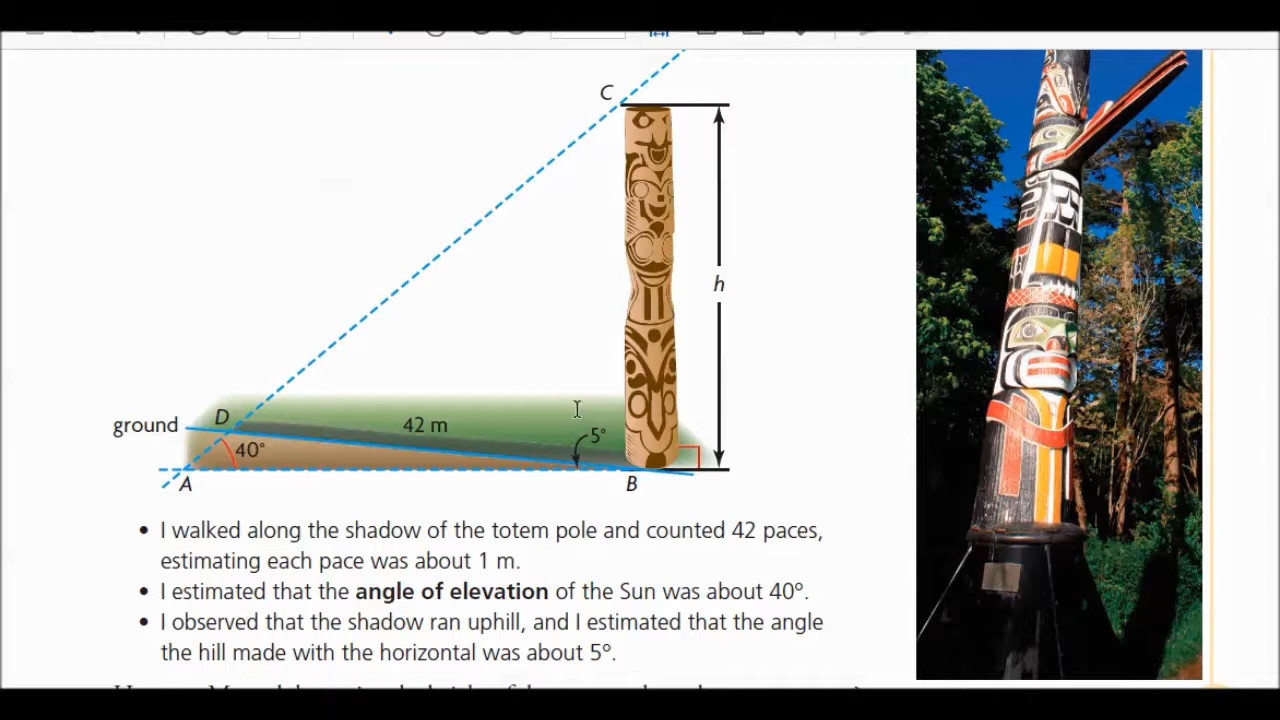 C
h
ground
D
42 m
5°
40°
A
B
• I walked along the shadow of the totem pole and counted 42 paces,
estimating each pace was about 1 m.
• I estimated that the angle of elevation of the Sun was about 40°.
• I observed that the shadow ran uphill, and I estimated that the angle
the hill made with the horizontal was about 5°.